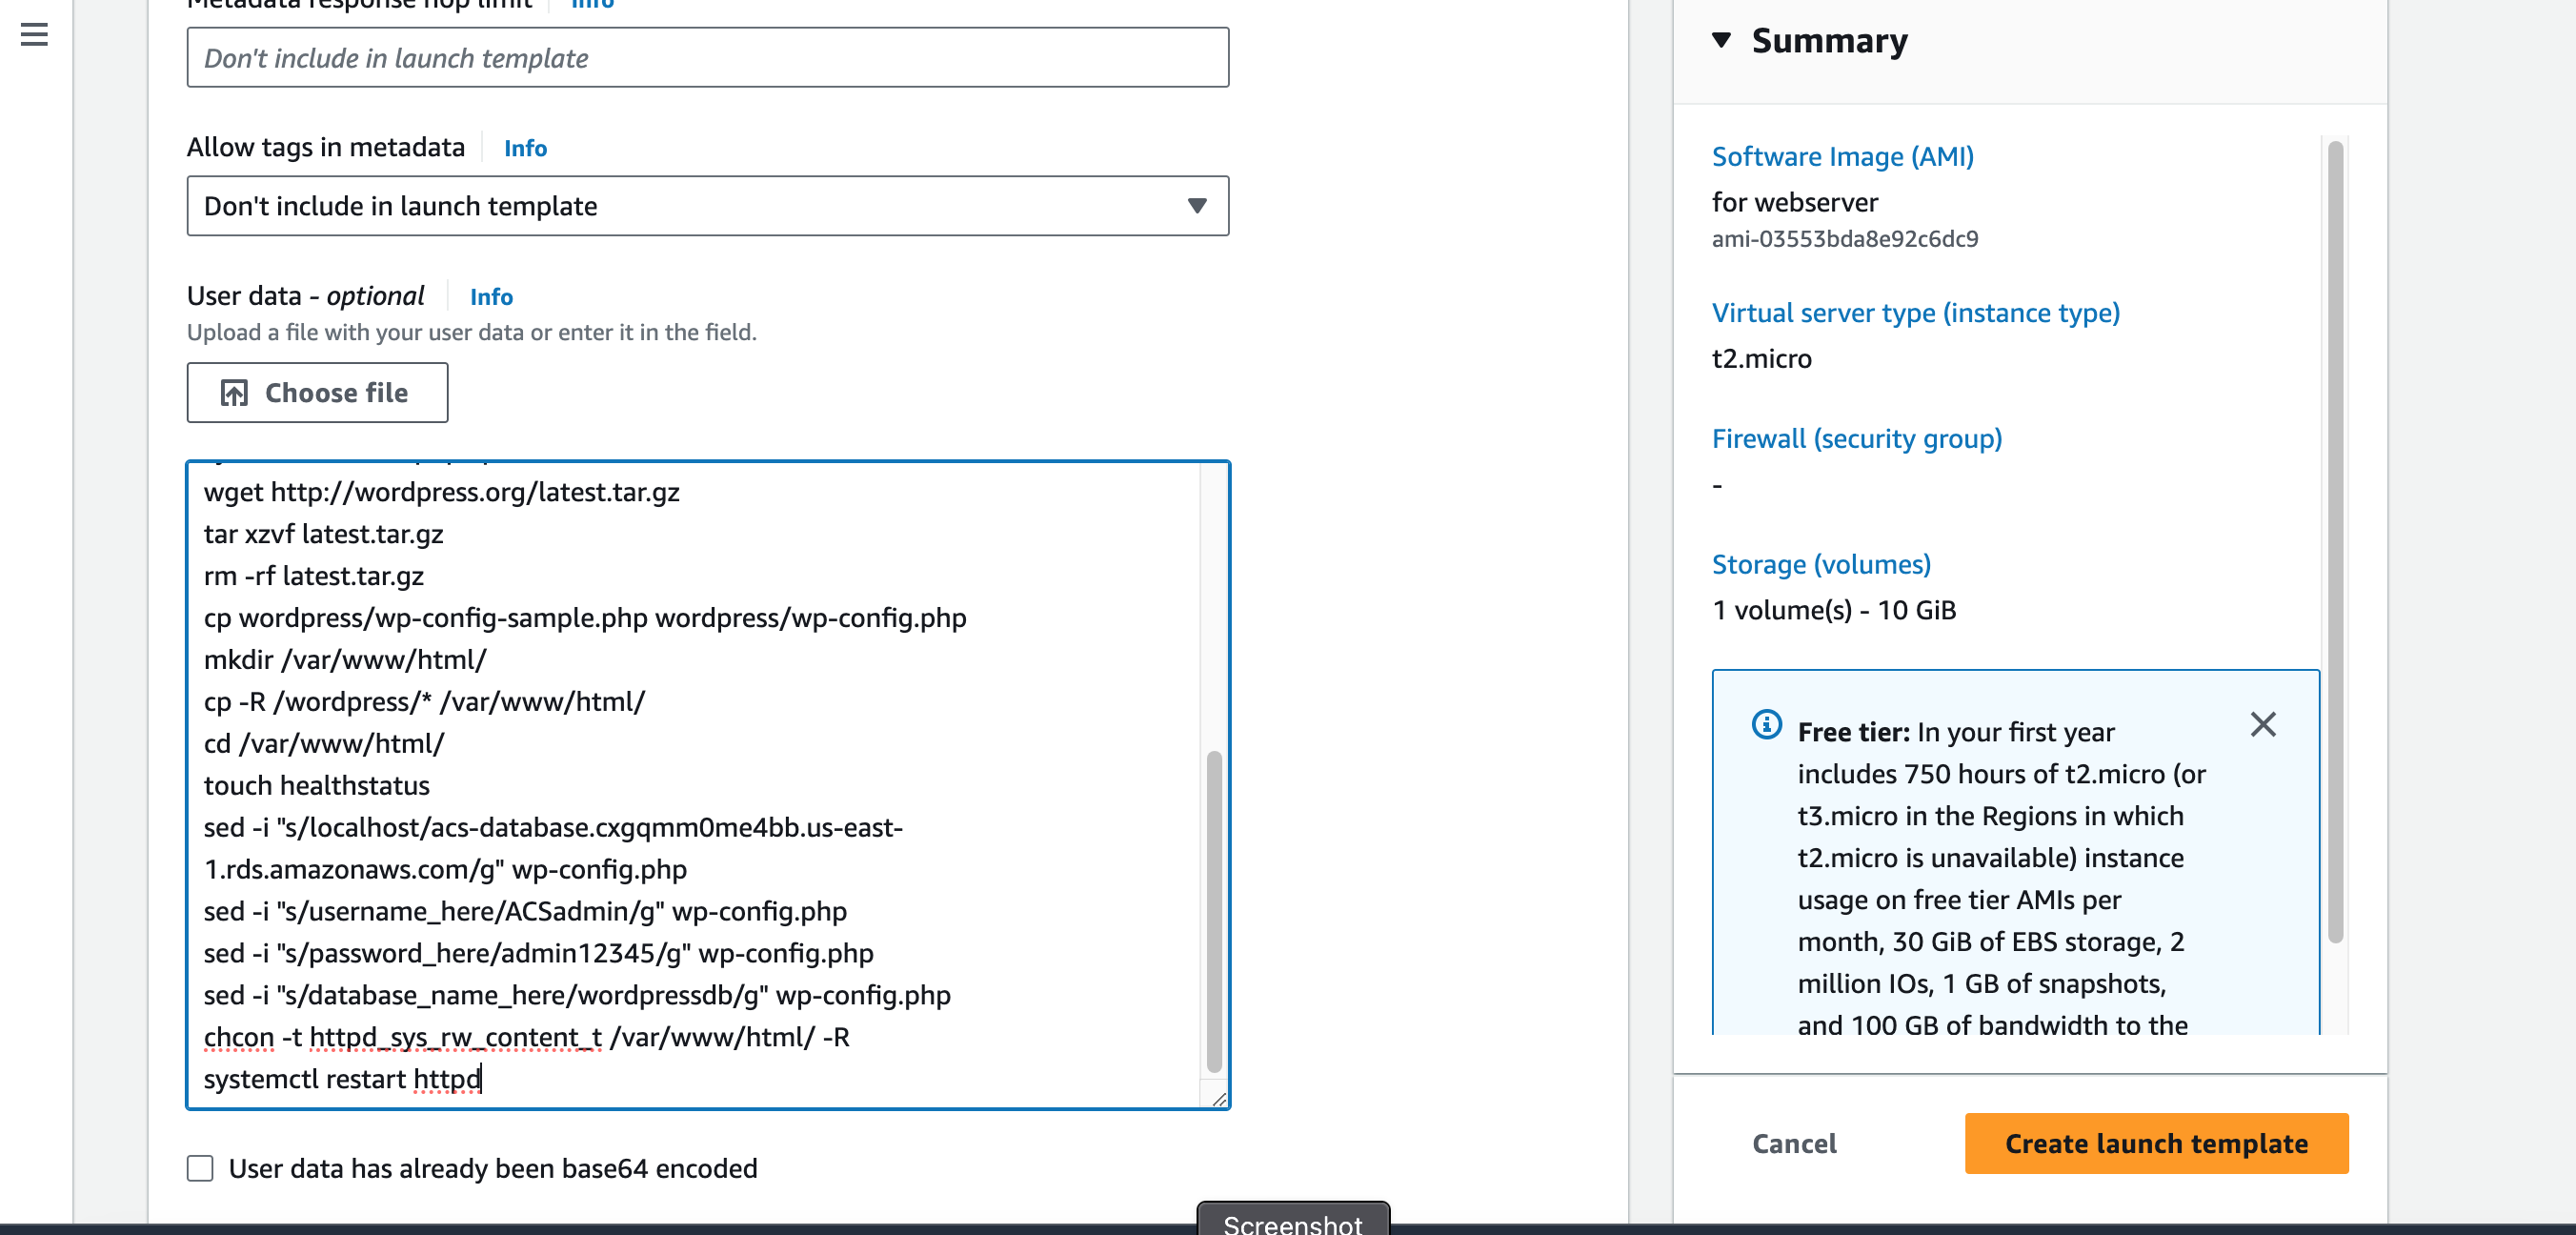 Metadata response hop limit Info
Don't include in launch template
Allow tags in metadata Info
Don't include in launch template
User data - optional Info
Upload a file with your user data or enter it in the field.
Choose file
wget http://wordpress.org/latest.tar.gz
tar xzvf latest.tar.gz
rm -rf latest.tar.gz
cp wordpress/wp-config-sample.php wordpress/wp-config.php
mkdir /var/www/html/
cp -R /wordpress/* /var/www/html/
cd /var/www/html/
touch healthstatus
sed -i "s/localhost/acs-database.cxgqmm0me4bb.us-east-
1.rds.amazonaws.com/g" wp-config.php
sed -i "s/username_here/ACSadmin/g" wp-config.php
sed -i "s/password_here/admin12345/g" wp-config.php
sed -i "s/database_name_here/wordpressdb/g" wp-config.php
chcon -t httpd_sys_rw_content_t /var/www/html/ -R
systemctl restart httpd
User data has already been base64 encoded
Summary
Software Image (AMI)
for webserver
ami-03553bda8e92c6dc9
Virtual server type (instance type)
t2.micro
Firewall (security group)
-
Storage (volumes)
1 volume(s) - 10 GiB
Free tier: In your first year
includes 750 hours of t2.micro (or
t3.micro in the Regions in which
t2.micro is unavailable) instance
usage on free tier AMIs per
month, 30 GiB of EBS storage, 2
million IOs, 1 GB of snapshots,
and 100 GB of bandwidth to the
Cancel
Create launch template
Screenshot